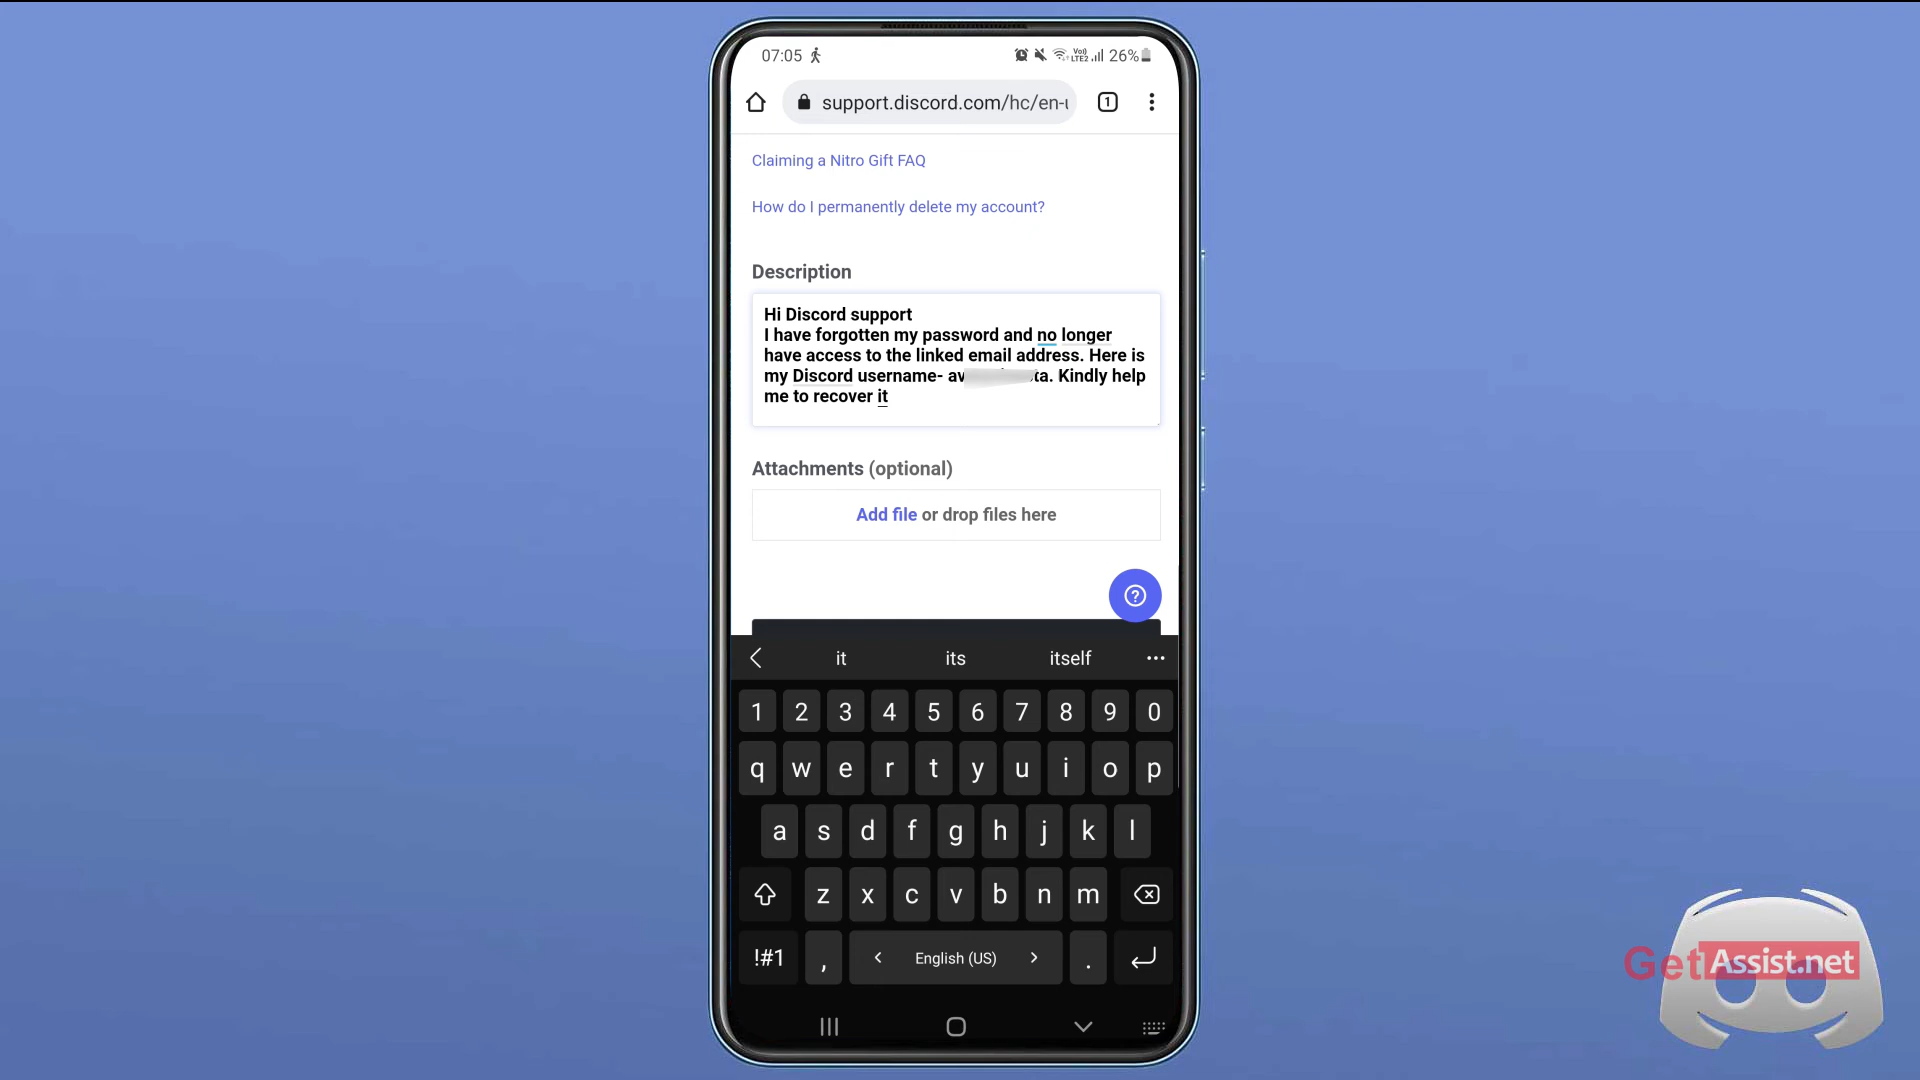 07:05
Vo) LTE2 26%
support.discord.com/hc/en-u
1
Claiming a Nitro Gift FAQ
How do I permanently delete my account?
Description
Hi Discord support
I have forgotten my password and no longer
have access to the linked email address. Here is
my Discord username- av ta. Kindly help
me to recover it
Attachments (optional)
Add file or drop files here
it its itself
1 2 3 4 5 6 7 8 9 0
q w e r t y u i o p
a s d f g h j k l
z x c v b n m
!#1 , English (US) .
GetAssist.net